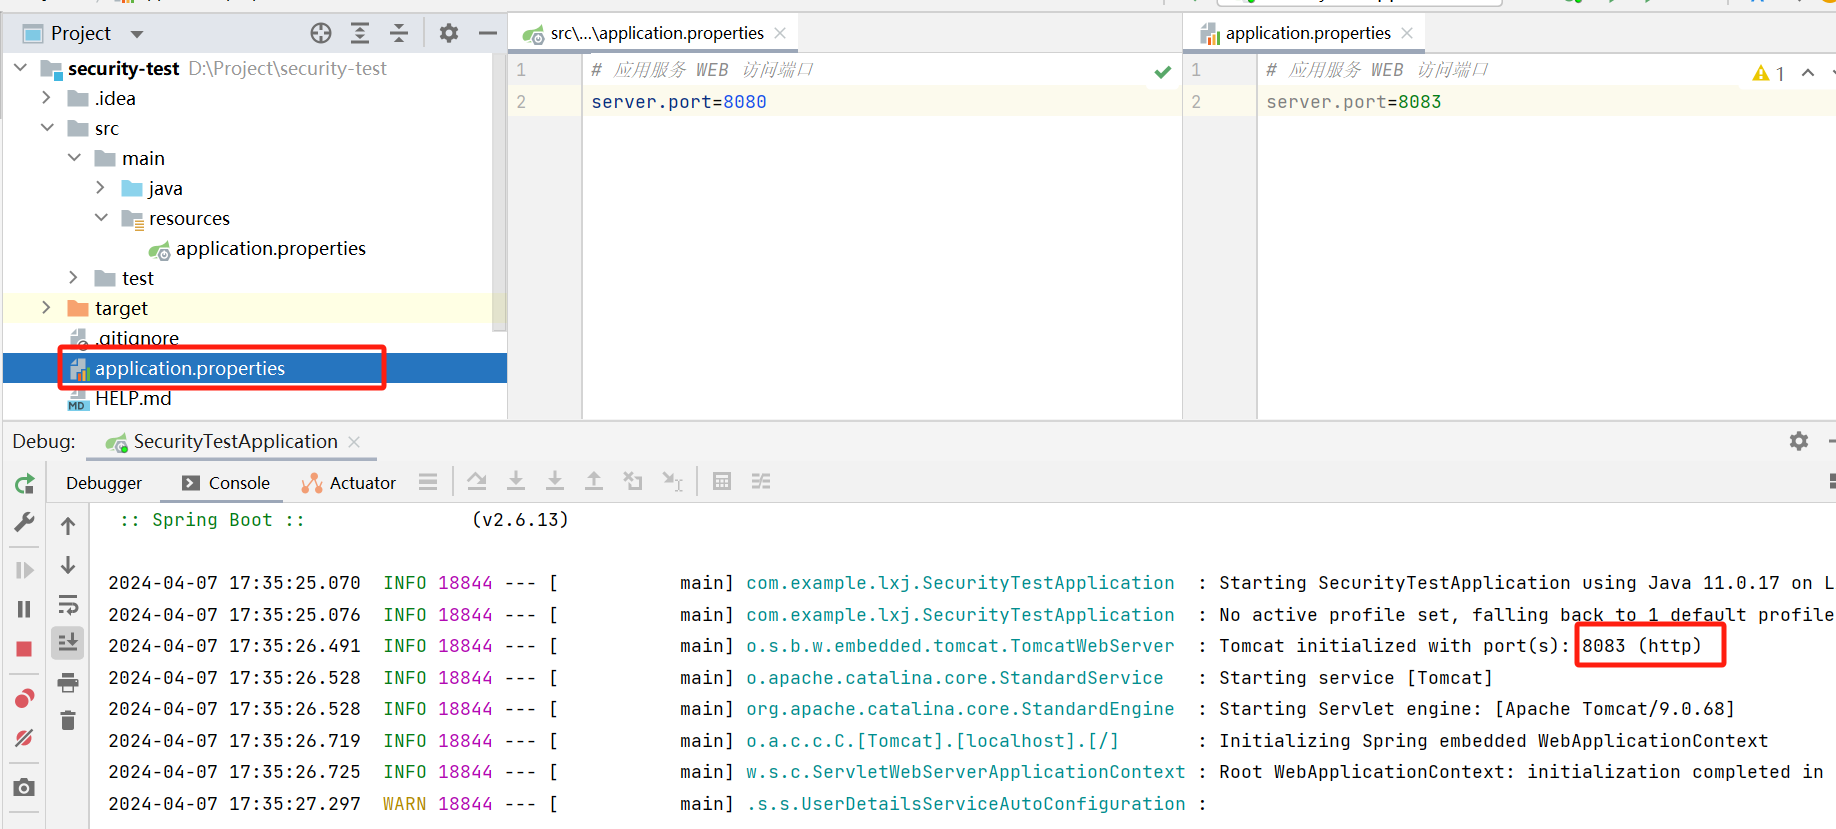 Project
security-test D:\Project\security-test
.idea
src
main
java
resources
application.properties
test
target
.gitignore
application.properties
HELP.md
src\...\application.properties
1 # 应用服务 WEB 访问端口
2 server.port=8080
application.properties
1 # 应用服务 WEB 访问端口
1
2 server.port=8083
Debug: SecurityTestApplication
Debugger Console Actuator
:: Spring Boot :: (v2.6.13)
2024-04-07 17:35:25.070 INFO 18844 --- [ main] com.example.lxj.SecurityTestApplication : Starting SecurityTestApplication using Java 11.0.17 on L
2024-04-07 17:35:25.076 INFO 18844 --- [ main] com.example.lxj.SecurityTestApplication : No active profile set, falling back to 1 default profile
2024-04-07 17:35:26.491 INFO 18844 --- [ main] o.s.b.w.embedded.tomcat.TomcatWebServer : Tomcat initialized with port(s): 8083 (http)
2024-04-07 17:35:26.528 INFO 18844 --- [ main] o.apache.catalina.core.StandardService : Starting service [Tomcat]
2024-04-07 17:35:26.528 INFO 18844 --- [ main] org.apache.catalina.core.StandardEngine : Starting Servlet engine: [Apache Tomcat/9.0.68]
2024-04-07 17:35:26.719 INFO 18844 --- [ main] o.a.c.c.C.[Tomcat].[localhost].[/] : Initializing Spring embedded WebApplicationContext
2024-04-07 17:35:26.725 INFO 18844 --- [ main] w.s.c.ServletWebServerApplicationContext : Root WebApplicationContext: initialization completed in
2024-04-07 17:35:27.297 WARN 18844 --- [ main] .s.s.UserDetailsServiceAutoConfiguration :